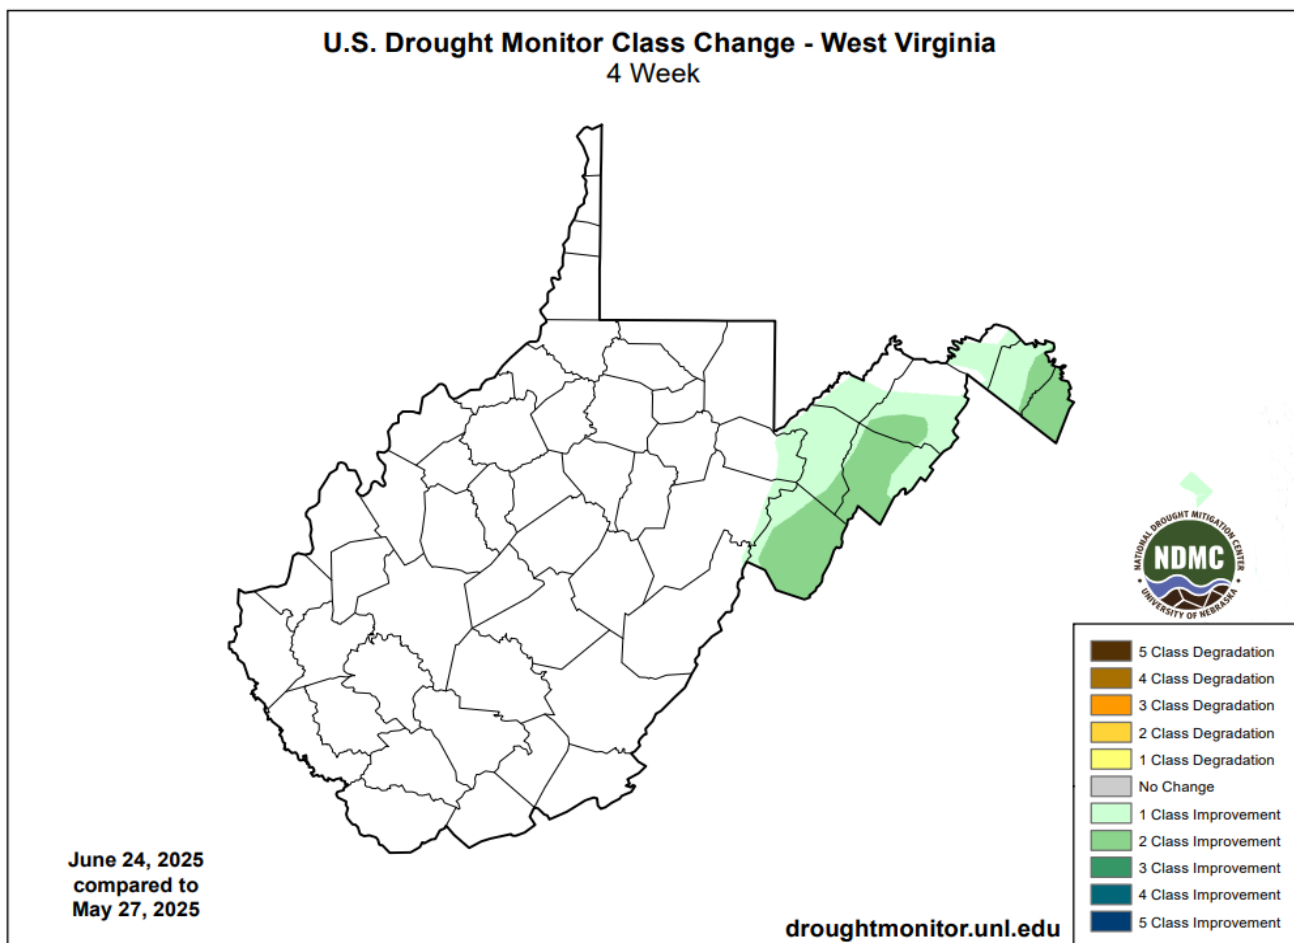 U.S. Drought Monitor Class Change - West Virginia
4 Week
NATIONAL DROUGHT MITIGATION CENTER
NDMC
UNIVERSITY OF NEBRASKA
5 Class Degradation
4 Class Degradation
3 Class Degradation
2 Class Degradation
1 Class Degradation
No Change
1 Class Improvement
2 Class Improvement
3 Class Improvement
4 Class Improvement
5 Class Improvement
June 24, 2025
compared to
May 27, 2025
droughtmonitor.unl.edu